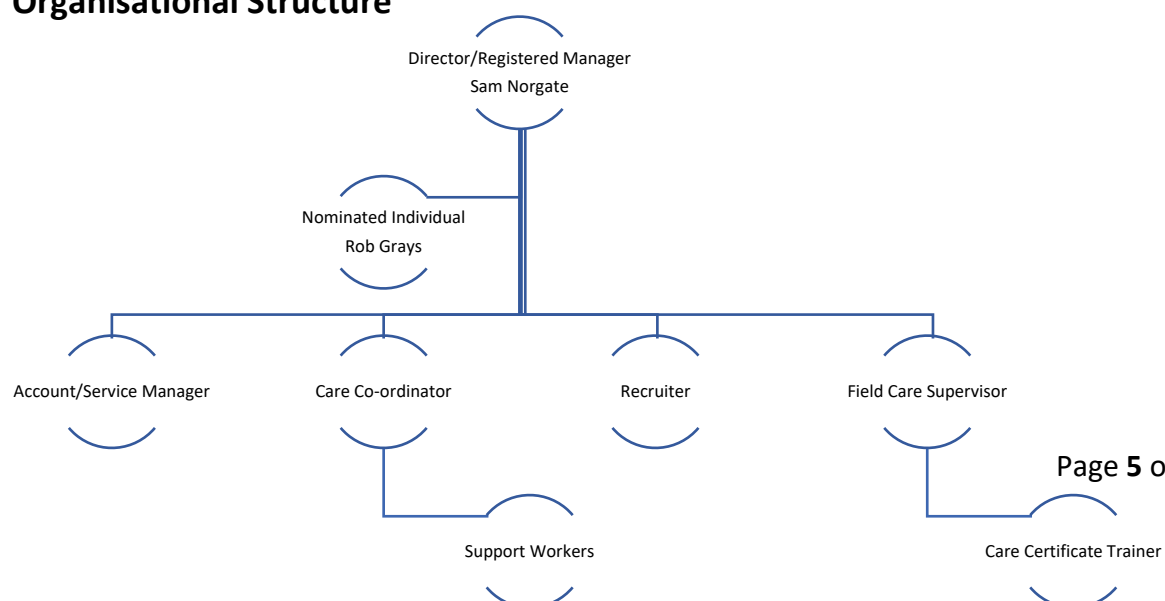 Organisational Structure
Director/Registered Manager
Sam Norgate
Nominated Individual
Rob Grays
Account/Service Manager
Care Co-ordinator
Recruiter
Field Care Supervisor
Page 5 o
Support Workers
Care Certificate Trainer